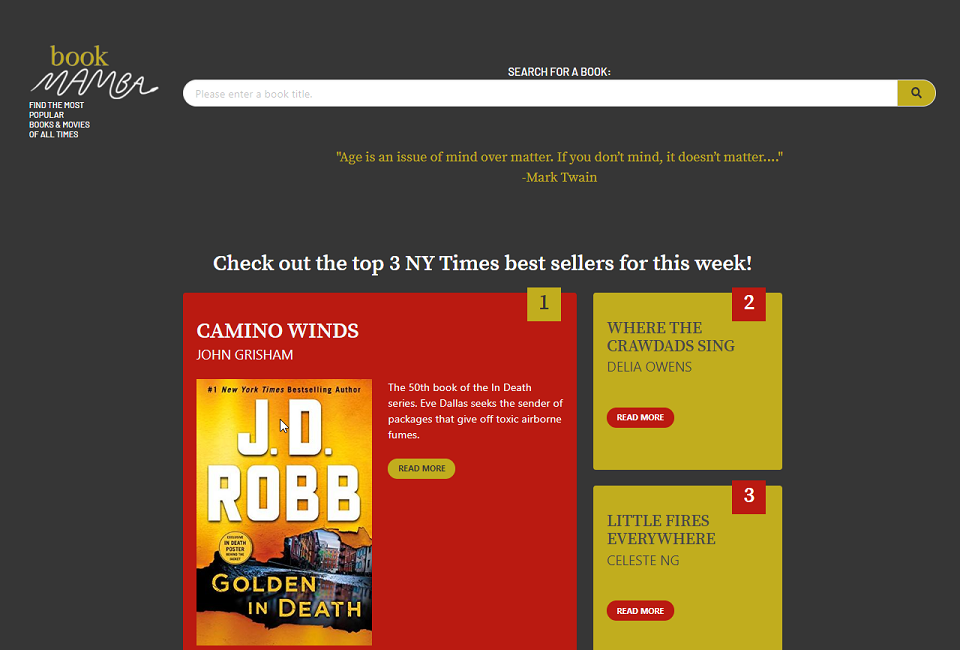 book
MAMBA
FIND THE MOST
POPULAR
BOOKS & MOVIES
OF ALL TIMES
SEARCH FOR A BOOK:
Please enter a book title.
"Age is an issue of mind over matter. If you don't mind, it doesn't matter...."
-Mark Twain
Check out the top 3 NY Times best sellers for this week!
1
CAMINO WINDS
JOHN GRISHAM
#1 New York Times Bestselling Author
J.D.
ROBB
EXCLUSIVE
IN DEATH
POSTER
BEHIND THE
JACKET
GOLDEN
IN DEATH
The 50th book of the In Death
series. Eve Dallas seeks the sender of
packages that give off toxic airborne
fumes.
READ MORE
2
WHERE THE
CRAWDADS SING
DELIA OWENS
READ MORE
3
LITTLE FIRES
EVERYWHERE
CELESTE NG
READ MORE